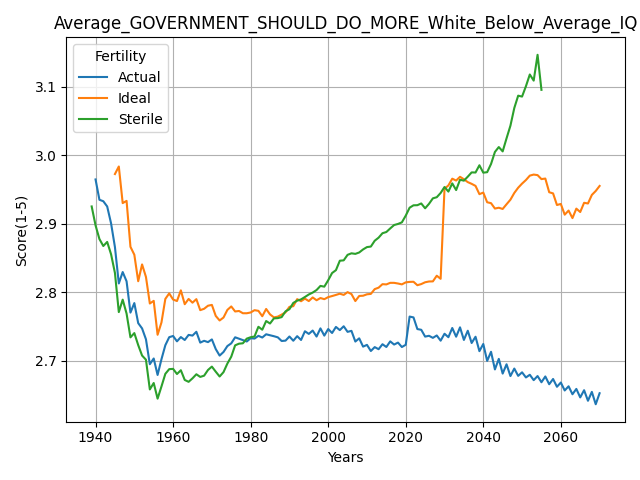 Average_GOVERNMENT_SHOULD_DO_MORE_White_Below_Average_IQ
Fertility
Actual
Ideal
Sterile
3.1
3.0
2.9
2.8
2.7
Score(1-5)
1940 1960 1980 2000 2020 2040 2060
Years